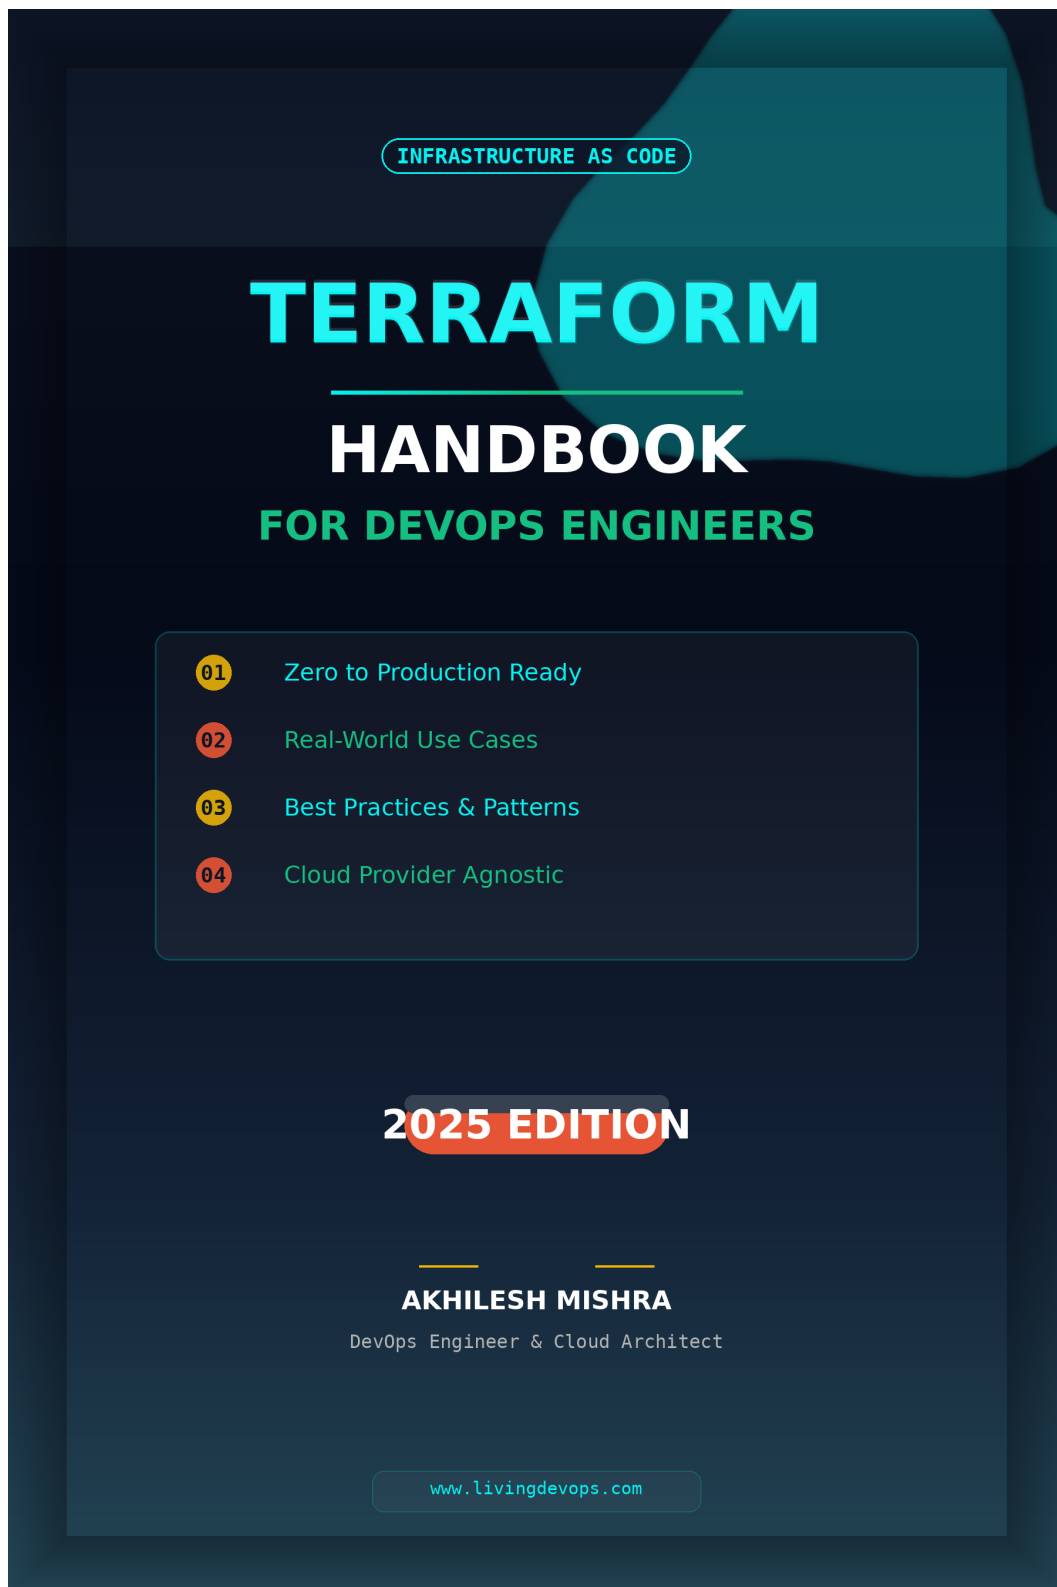 INFRASTRUCTURE AS CODE
TERRAFORM
HANDBOOK
FOR DEVOPS ENGINEERS
01 Zero to Production Ready
02 Real-World Use Cases
03 Best Practices & Patterns
04 Cloud Provider Agnostic
2025 EDITION
AKHILESH MISHRA
DevOps Engineer & Cloud Architect
www.livingdevops.com